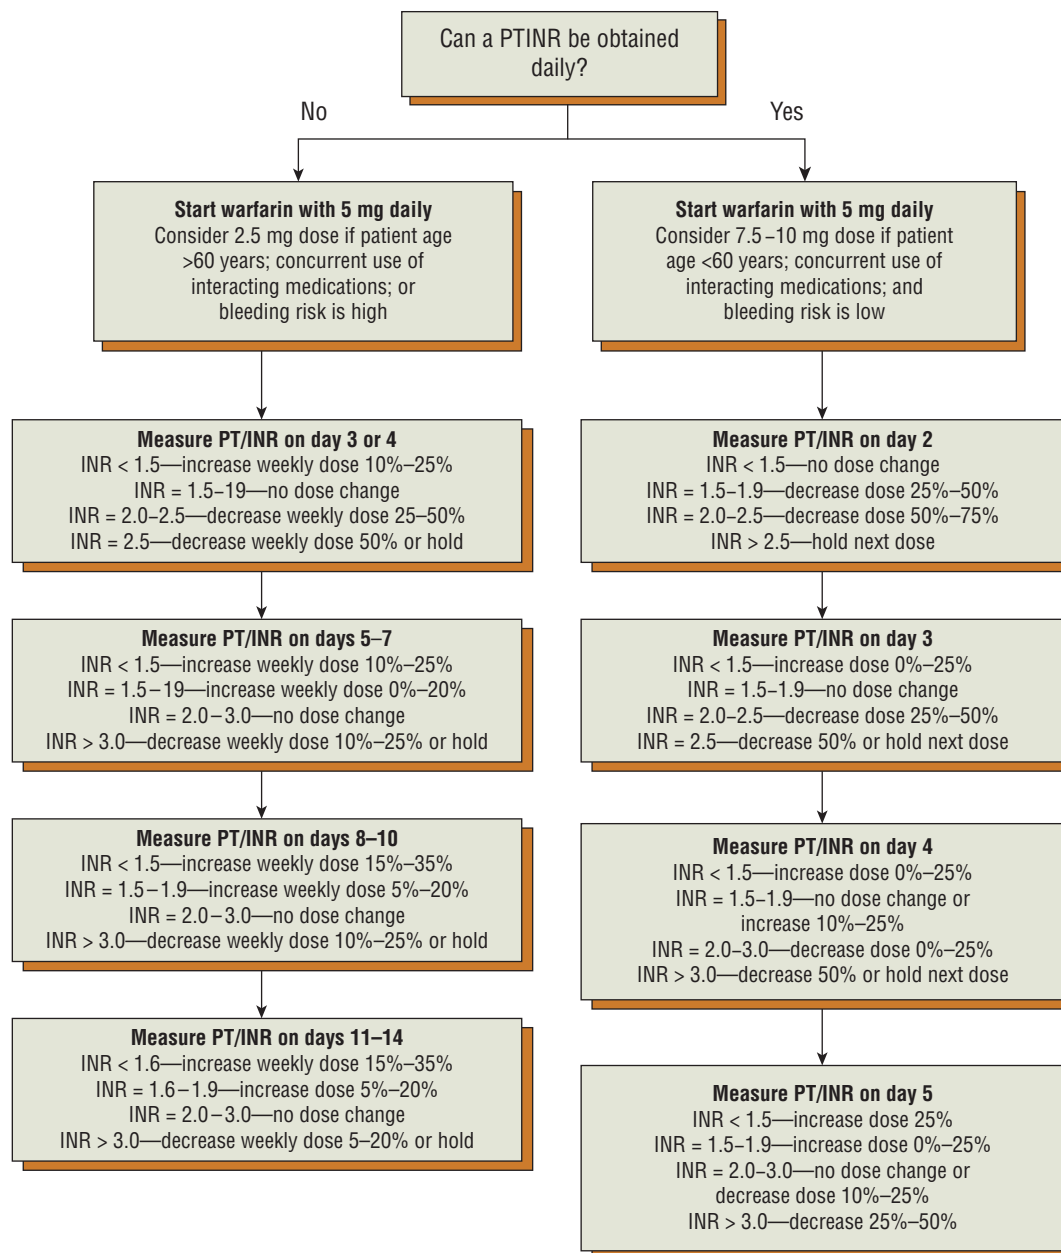 Can a PTINR be obtained
daily?
No
Yes
Start warfarin with 5 mg daily
Consider 2.5 mg dose if patient age
>60 years; concurrent use of
interacting medications; or
bleeding risk is high
Start warfarin with 5 mg daily
Consider 7.5–10 mg dose if patient
age <60 years; concurrent use of
interacting medications; and
bleeding risk is low
Measure PT/INR on day 3 or 4
INR < 1.5—increase weekly dose 10%–25%
INR = 1.5–19—no dose change
INR = 2.0–2.5—decrease weekly dose 25–50%
INR = 2.5—decrease weekly dose 50% or hold
Measure PT/INR on day 2
INR < 1.5—no dose change
INR = 1.5–1.9—decrease dose 25%–50%
INR = 2.0–2.5—decrease dose 50%–75%
INR > 2.5—hold next dose
Measure PT/INR on days 5–7
INR < 1.5—increase weekly dose 10%–25%
INR = 1.5–19—increase weekly dose 0%–20%
INR = 2.0–3.0—no dose change
INR > 3.0—decrease weekly dose 10%–25% or hold
Measure PT/INR on day 3
INR < 1.5—increase dose 0%–25%
INR = 1.5–1.9—no dose change
INR = 2.0–2.5—decrease dose 25%–50%
INR = 2.5—decrease 50% or hold next dose
Measure PT/INR on days 8–10
INR < 1.5—increase weekly dose 15%–35%
INR = 1.5–1.9—increase weekly dose 5%–20%
INR = 2.0–3.0—no dose change
INR > 3.0—decrease weekly dose 10%–25% or hold
Measure PT/INR on day 4
INR < 1.5—increase dose 0%–25%
INR = 1.5–1.9—no dose change or
increase 10%–25%
INR = 2.0–3.0—decrease dose 0%–25%
INR > 3.0—decrease 50% or hold next dose
Measure PT/INR on days 11–14
INR < 1.6—increase weekly dose 15%–35%
INR = 1.6–1.9—increase dose 5%–20%
INR = 2.0–3.0—no dose change
INR > 3.0—decrease weekly dose 5–20% or hold
Measure PT/INR on day 5
INR < 1.5—increase dose 25%
INR = 1.5–1.9—increase dose 0%–25%
INR = 2.0–3.0—no dose change or
decrease dose 10%–25%
INR > 3.0—decrease 25%–50%